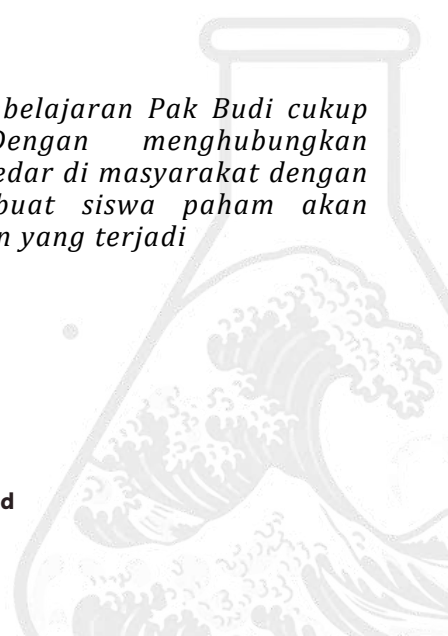 belajaran Pak Budi cukup
Dengan menghubungkan
edar di masyarakat dengan
buat siswa paham akan
n yang terjadi
d